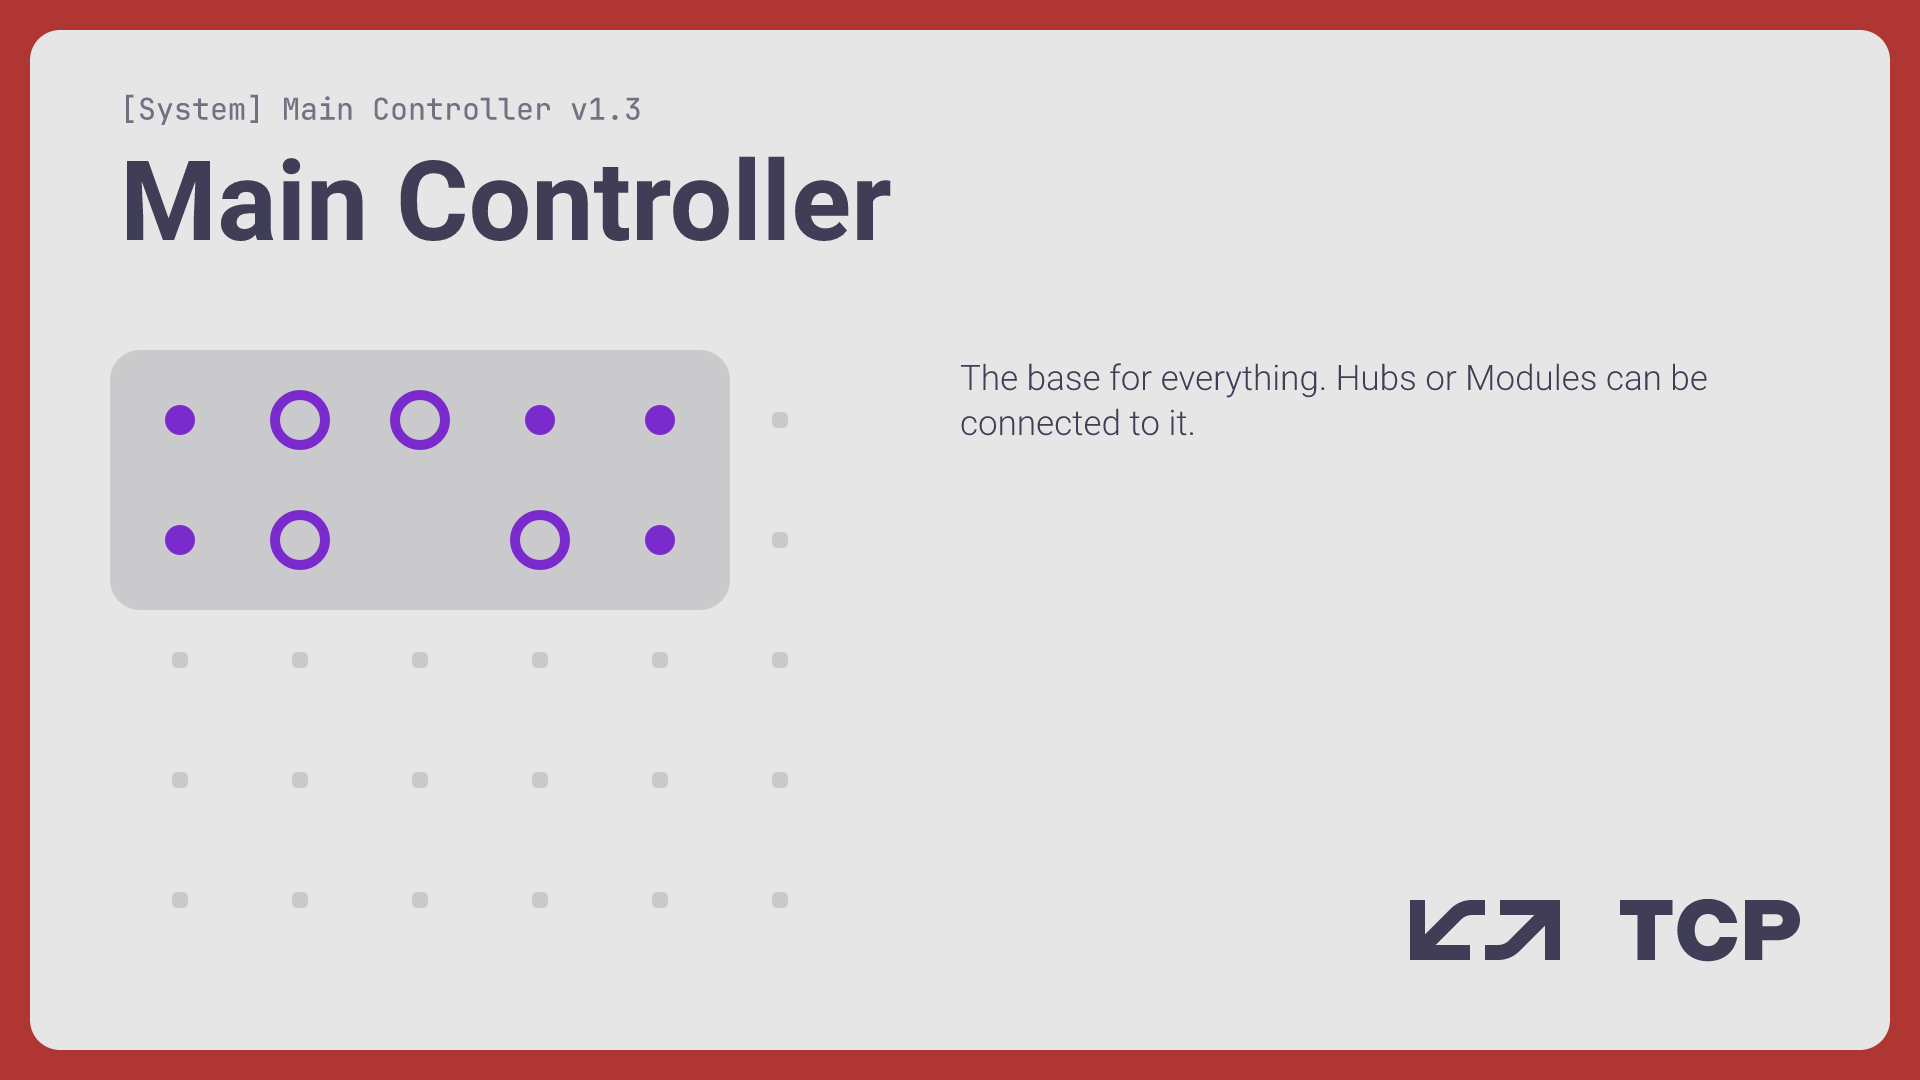 [System] Main Controller v1.3
Main Controller
The base for everything. Hubs or Modules can be
connected to it.
TCP